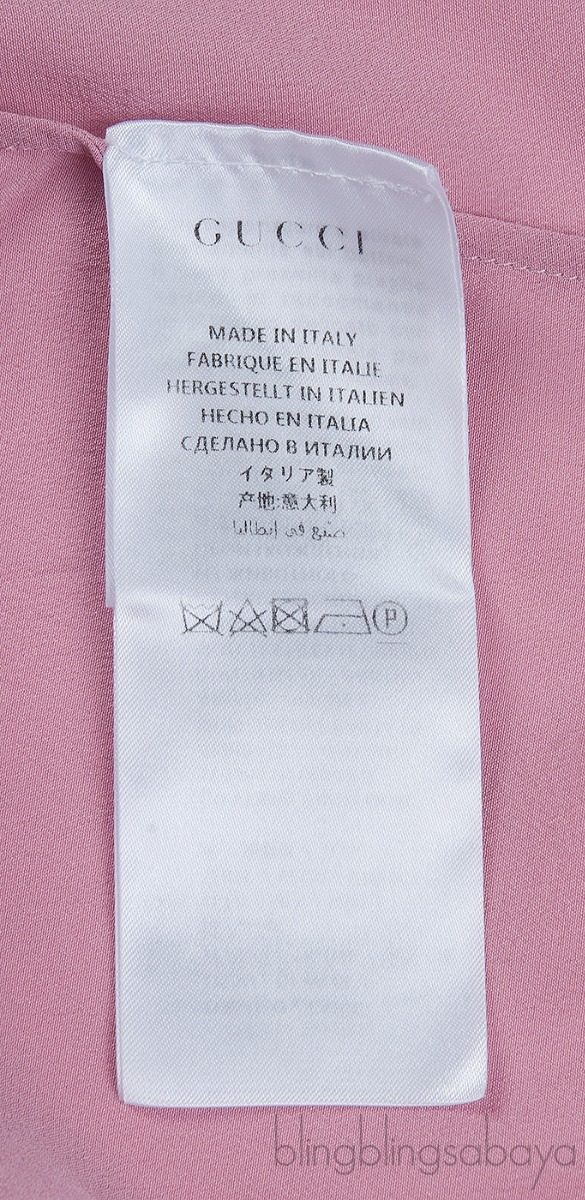 GUCCI
MADE IN ITALY
FABRIQUE EN ITALIE
HERGESTELLT IN ITALIEN
HECHO EN ITALIA
СДЕЛАНО В ИТАЛИИ
イタリア製
产地:意大利
صنع في إيطاليا
P
blingblingsabaya